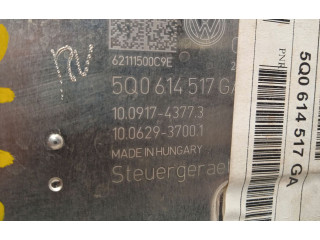 62111500C9E
5Q0 614 517 GA
10.0917-4377.3
10.0629-3700.1
MADE IN HUNGARY
Steuergeraet
PNR
5Q0 614 517 GA